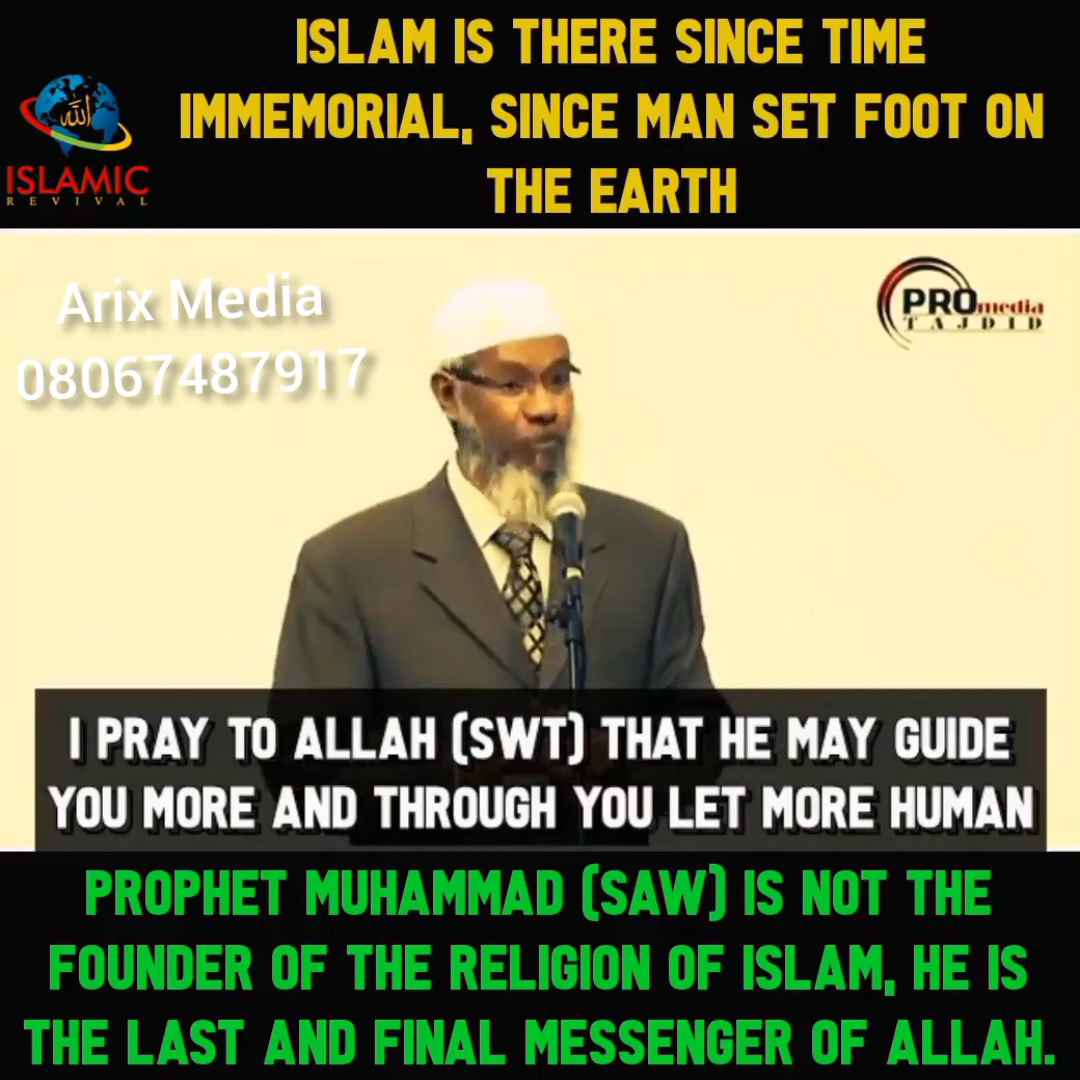 ISLAM IS THERE SINCE TIME
IMMEMORIAL, SINCE MAN SET FOOT ON
THE EARTH
الله
ISLAMIC
REVIVAL
Arix Media
08067487917
PROmedia
TAJDID
I PRAY TO ALLAH (SWT) THAT HE MAY GUIDE
YOU MORE AND THROUGH YOU LET MORE HUMAN
PROPHET MUHAMMAD (SAW) IS NOT THE
FOUNDER OF THE RELIGION OF ISLAM, HE IS
THE LAST AND FINAL MESSENGER OF ALLAH.